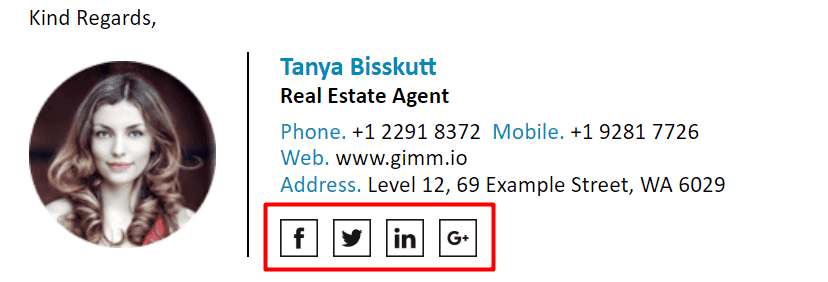 Kind Regards,
Tanya Bisskutt
Real Estate Agent
Phone. +1 2291 8372 Mobile. +1 9281 7726
Web. www.gimm.io
Address. Level 12, 69 Example Street, WA 6029
f in G+